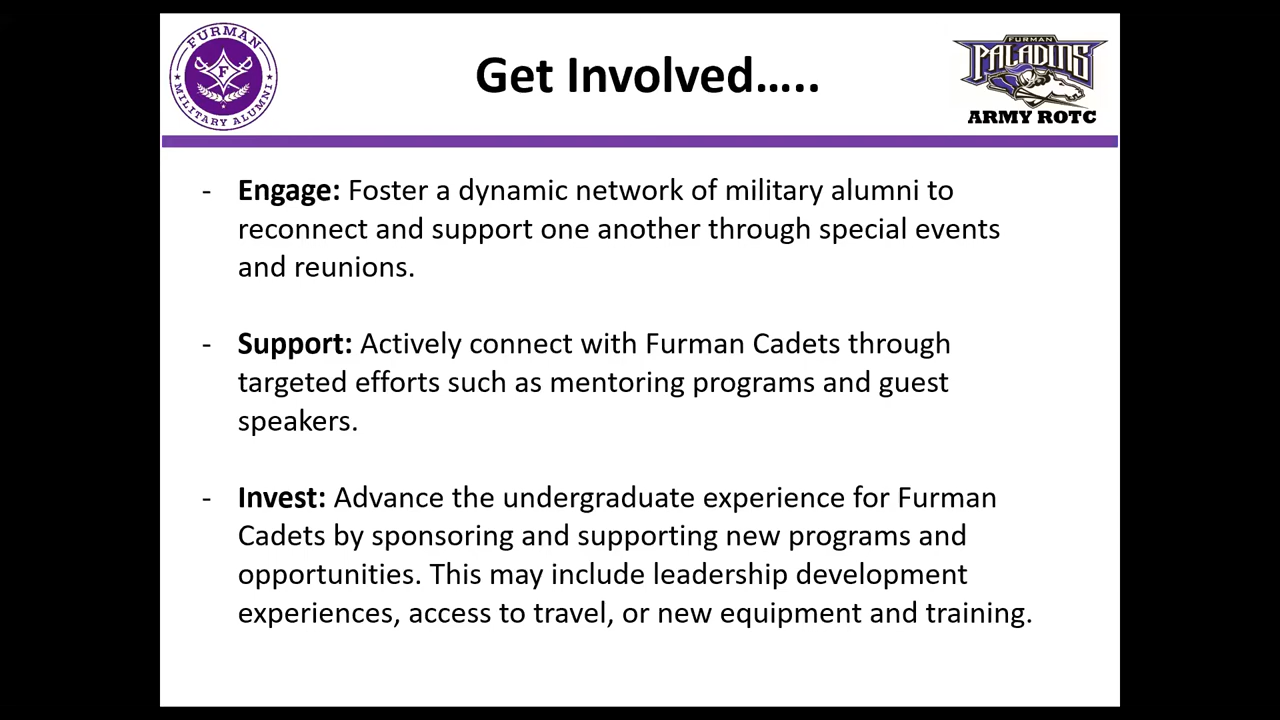 FURMAN
F
MILITARY ALUMNI
Get Involved.....
FURMAN
PALADINS
ARMY ROTC
- Engage: Foster a dynamic network of military alumni to
reconnect and support one another through special events
and reunions.
- Support: Actively connect with Furman Cadets through
targeted efforts such as mentoring programs and guest
speakers.
- Invest: Advance the undergraduate experience for Furman
Cadets by sponsoring and supporting new programs and
opportunities. This may include leadership development
experiences, access to travel, or new equipment and training.